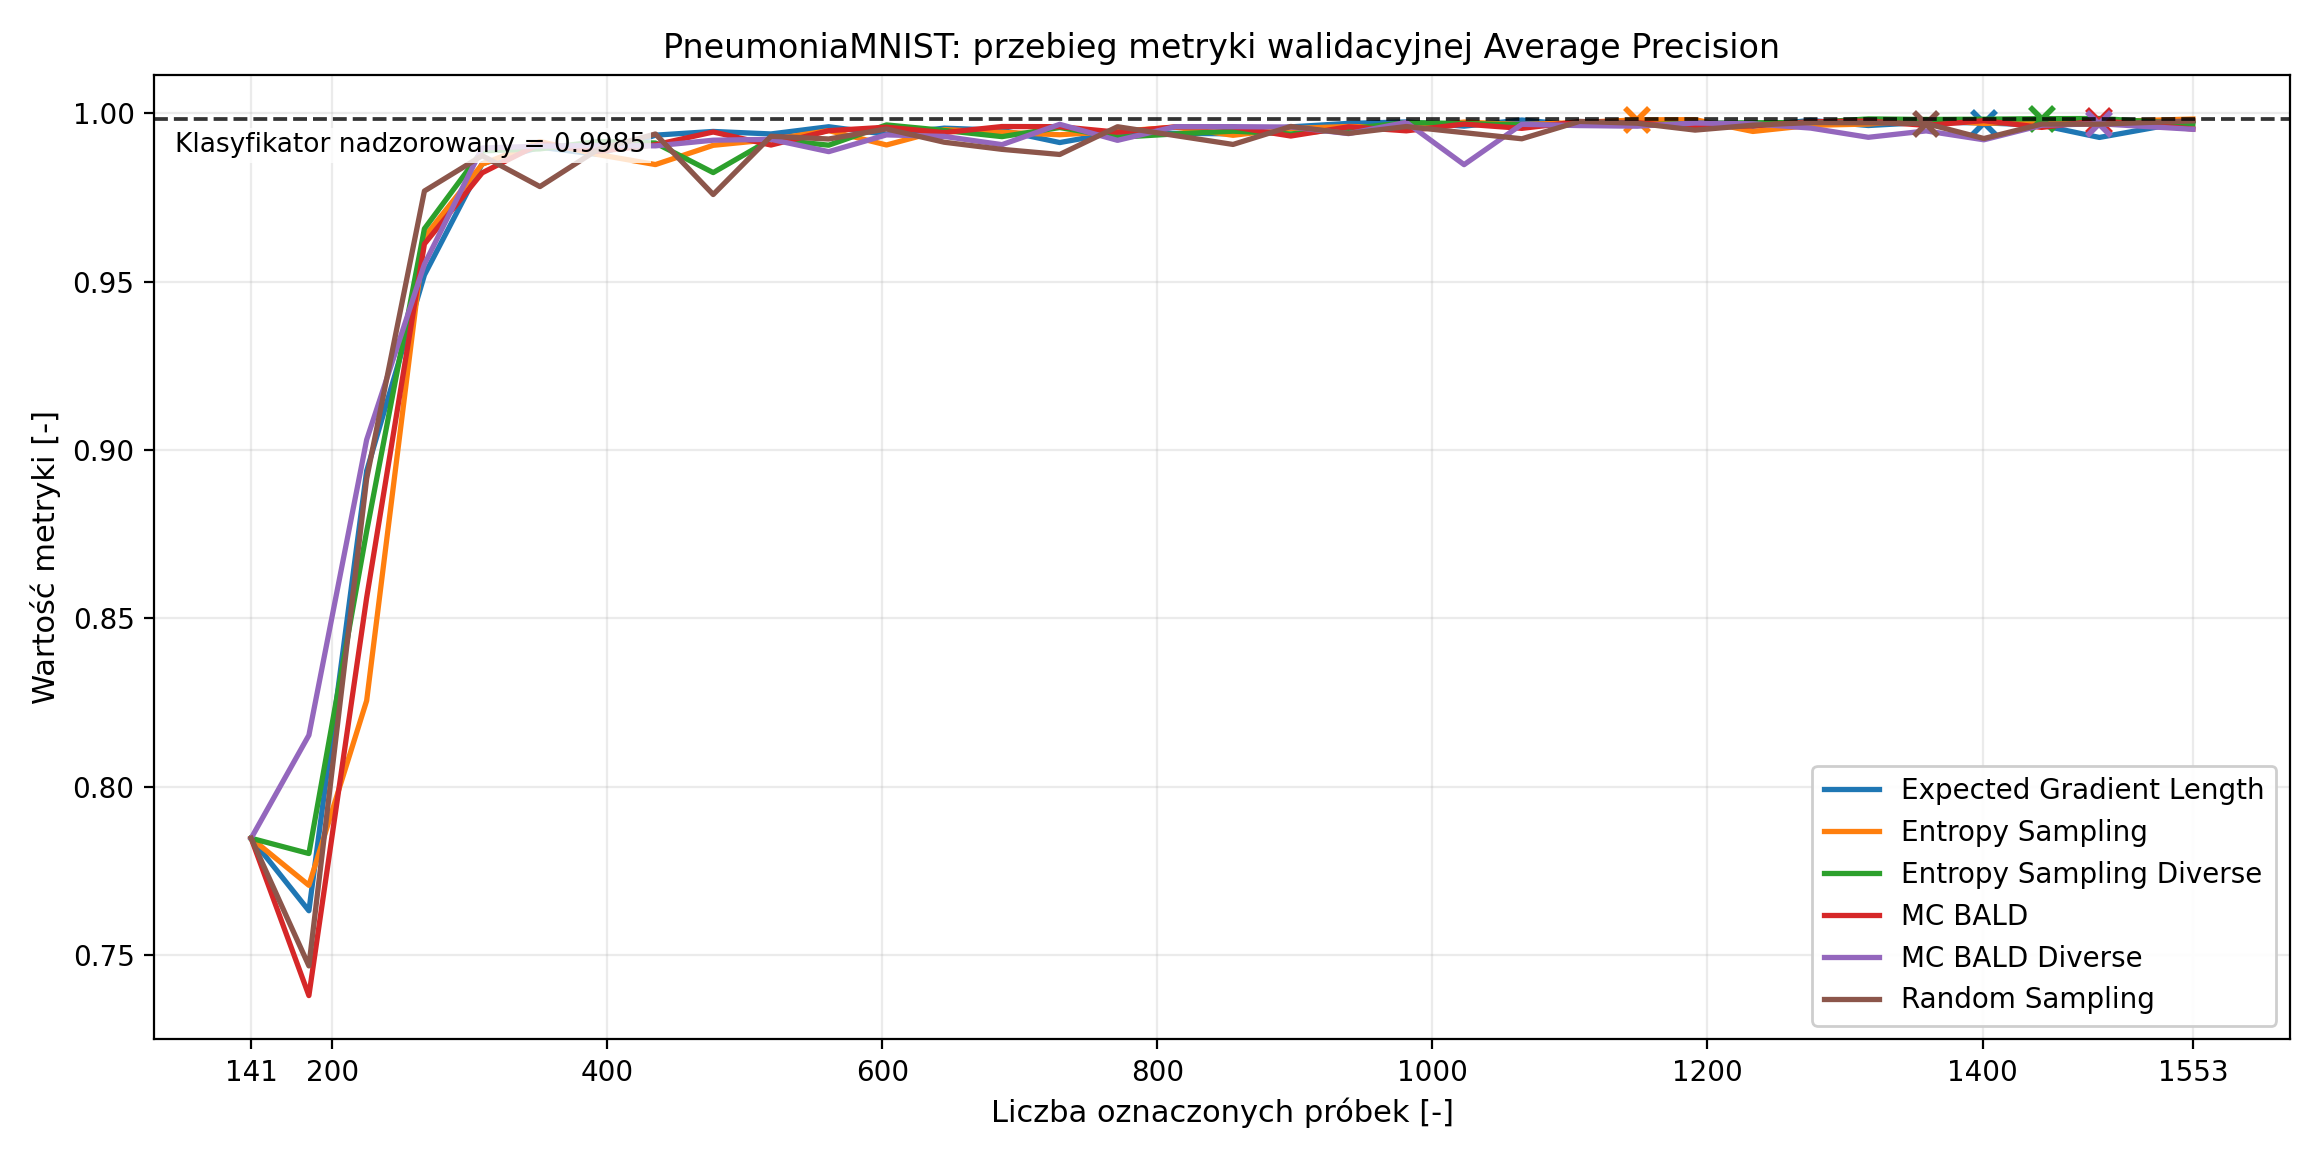 PneumoniaMNIST: przebieg metryki walidacyjnej Average Precision
Wartość metryki [-]
1.00
0.95
0.90
0.85
0.80
0.75
Klasyfikator nadzorowany = 0.9985
Expected Gradient Length
Entropy Sampling
Entropy Sampling Diverse
MC BALD
MC BALD Diverse
Random Sampling
141 200 400 600 800 1000 1200 1400 1553
Liczba oznaczonych próbek [-]